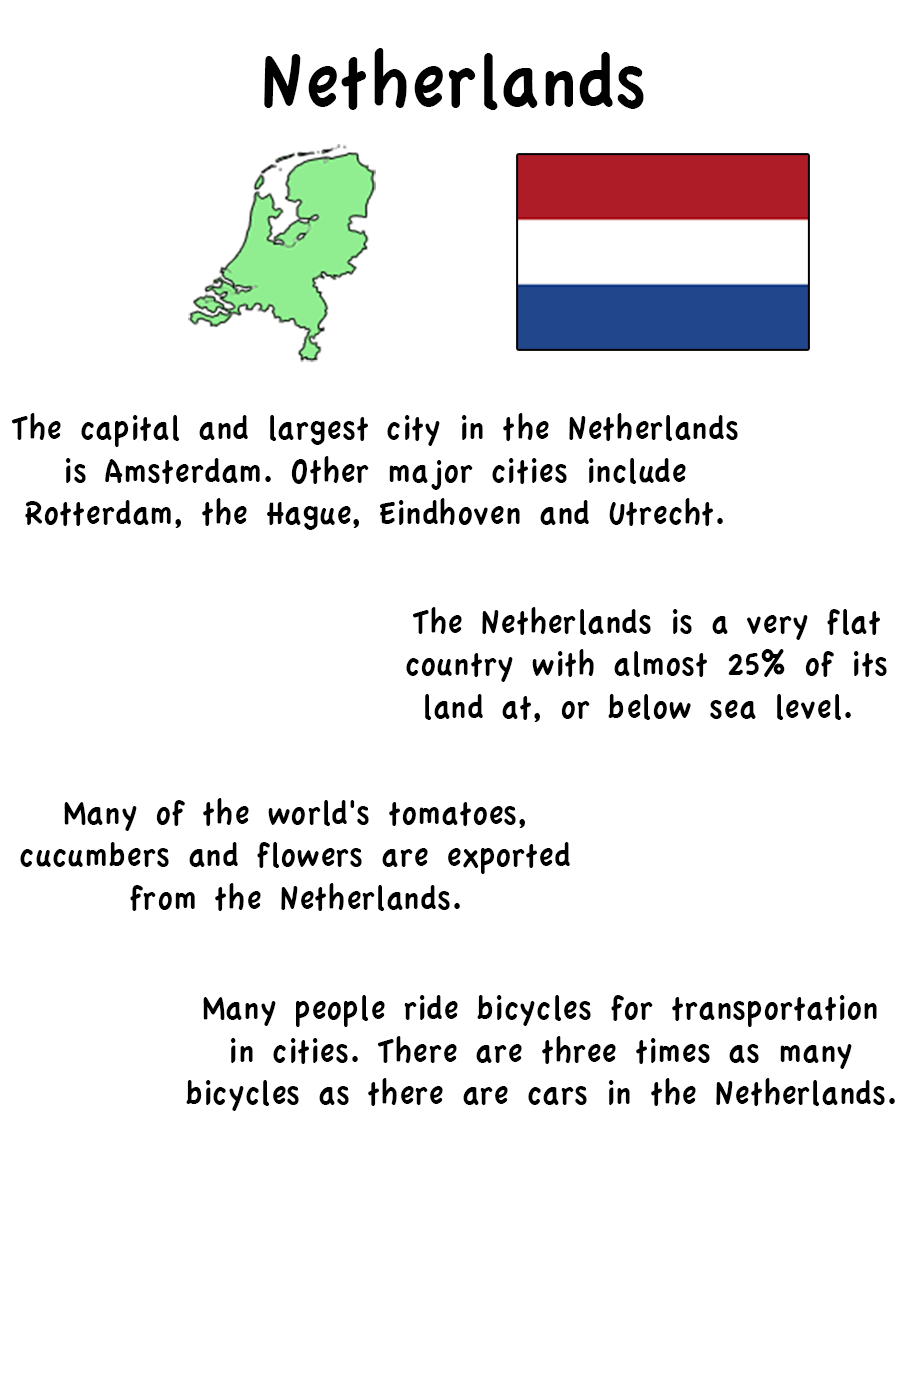 Netherlands
The capital and largest city in the Netherlands
is Amsterdam. Other major cities include
Rotterdam, the Hague, Eindhoven and Utrecht.
The Netherlands is a very flat
country with almost 25% of its
land at, or below sea level.
Many of the world's tomatoes,
cucumbers and flowers are exported
from the Netherlands.
Many people ride bicycles for transportation
in cities. There are three times as many
bicycles as there are cars in the Netherlands.